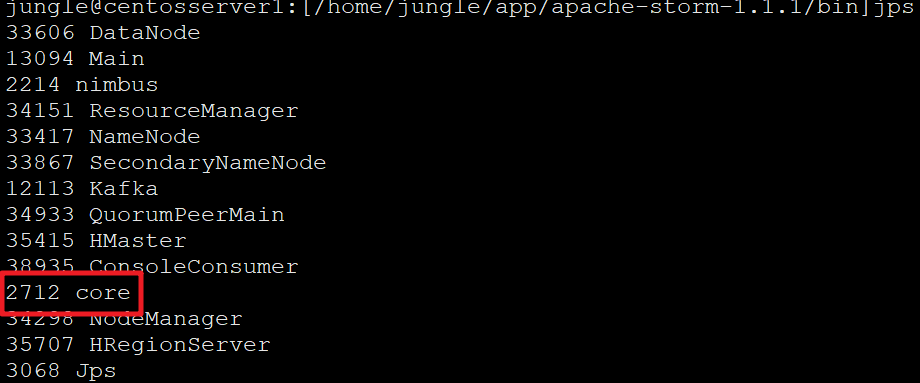 jungle@centosserver1:[/home/jungle/app/apache-storm-1.1.1/bin]jps
33606 DataNode
13094 Main
2214 nimbus
34151 ResourceManager
33417 NameNode
33867 SecondaryNameNode
12113 Kafka
34933 QuorumPeerMain
35415 HMaster
38935 ConsoleConsumer
2712 core
34298 NodeManager
35707 HRegionServer
3068 Jps